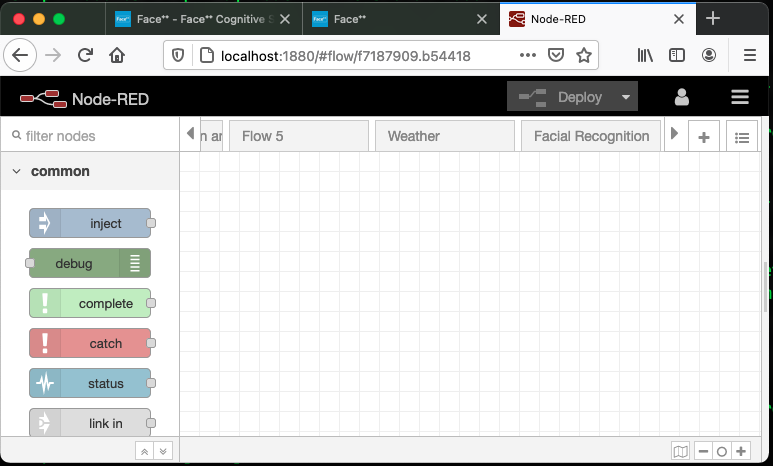 Face⁺⁺ - Face⁺⁺ Cognitive S
Face⁺⁺
Node-RED
localhost:1880/#flow/f7187909.b54418
Node-RED
Deploy
filter nodes
n ar
Flow 5
Weather
Facial Recognition
common
inject
debug
complete
catch
status
link in